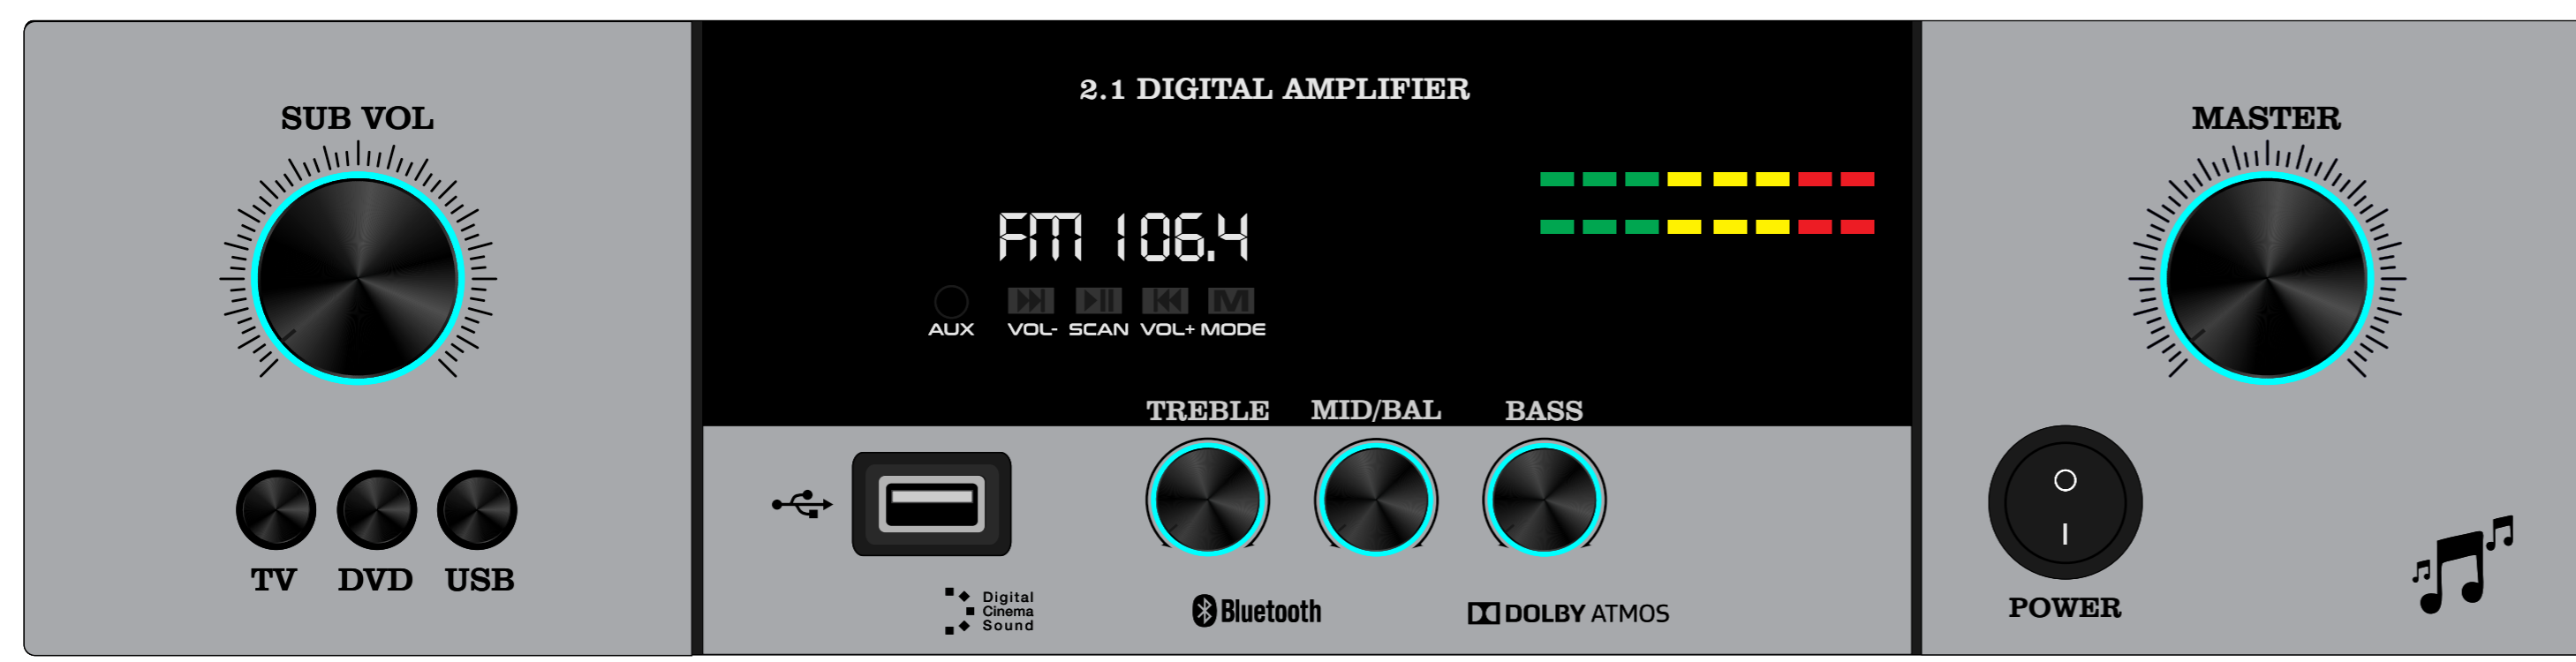 2.1 DIGITAL AMPLIFIER
SUB VOL
MASTER
FM 106.4
M
AUX VOL- SCAN VOL+ MODE
TREBLE MID/BAL BASS
TV DVD USB
Digital
Cinema
Sound
Bluetooth
DOLBY ATMOS
POWER